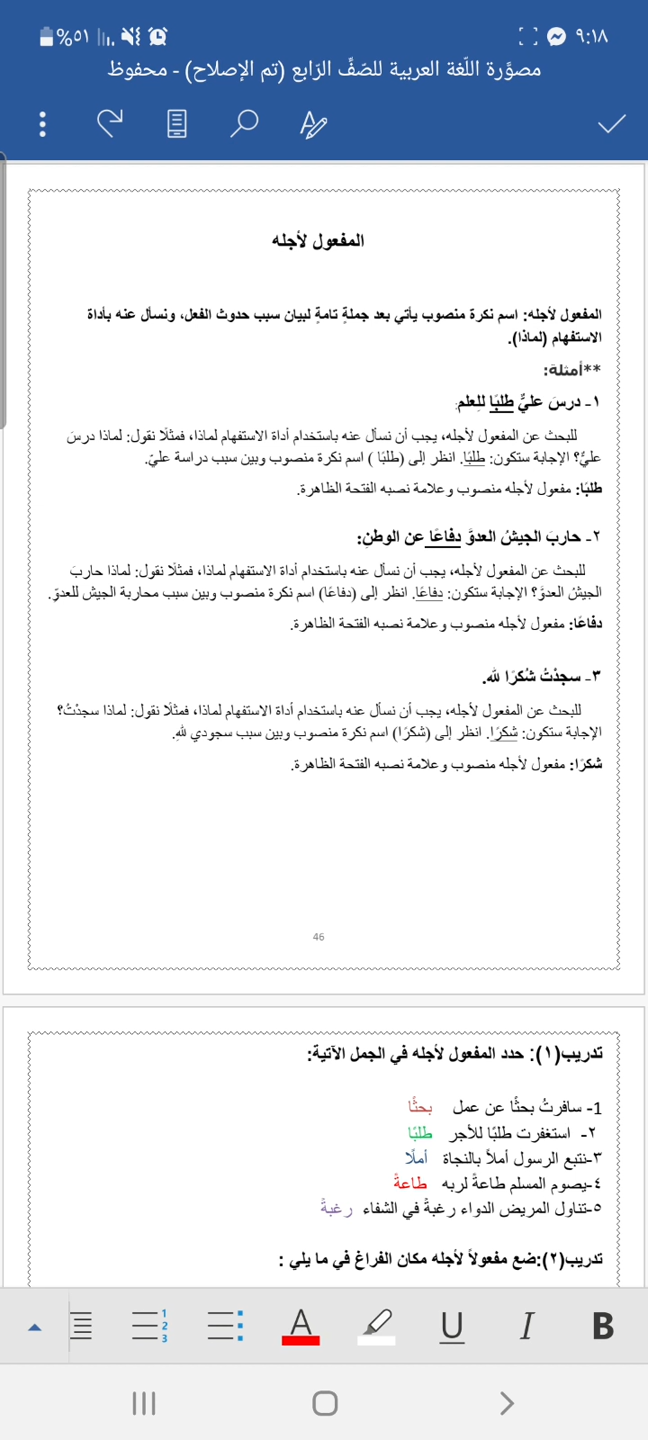 ٩:١٨
%٥١
مصوَّرة اللّغة العربية للصَفِّ الرّابع (تم الإصلاح) - محفوظ
المفعول لأجله
المفعول لأجله: اسم نكرة منصوب يأتي بعد جملةٍ تامةٍ لبيان سبب حدوث الفعل، ونسأل عنه بأداة
الاستفهام (لماذا).
**أمثلة:
١- درسَ عليٌّ طلبًا للعلم.
للبحث عن المفعول لأجله، يجب أن نسأل عنه باستخدام أداة الاستفهام لماذا، فمثلًا نقول: لماذا درسَ
عليٌّ؟ الإجابة ستكون: طلبًا. انظر إلى (طلبًا ) اسم نكرة منصوب وبين سبب دراسة عليّ.
طلبًا: مفعول لأجله منصوب وعلامة نصبه الفتحة الظاهرة.
٢- حاربَ الجيشُ العدوَّ دفاعًا عن الوطنِ:
للبحث عن المفعول لأجله، يجب أن نسأل عنه باستخدام أداة الاستفهام لماذا، فمثلًا نقول: لماذا حاربَ
الجيشُ العدوَّ؟ الإجابة ستكون: دفاعًا. انظر إلى (دفاعًا) اسم نكرة منصوب وبين سبب محاربة الجيش للعدوّ.
دفاعًا: مفعول لأجله منصوب وعلامة نصبه الفتحة الظاهرة.
٣- سجدْتُ شكرًا لله.
للبحث عن المفعول لأجله، يجب أن نسأل عنه باستخدام أداة الاستفهام لماذا، فمثلًا نقول: لماذا سجدْتُ؟
الإجابة ستكون: شكرًا. انظر إلى (شكرًا) اسم نكرة منصوب وبين سبب سجودي لله.
شكرًا: مفعول لأجله منصوب وعلامة نصبه الفتحة الظاهرة.
46
تدريب(١): حدد المفعول لأجله في الجمل الآتية:
1- سافرتُ بحثًا عن عمل بحثًا
٢- استغفرت طلبًا للأجر طلبًا
٣-نتبع الرسول أملاً بالنجاة أملًا
٤-يصوم المسلم طاعةً لربه طاعةً
٥-تناول المريض الدواء رغبةً في الشفاء رغبةً
تدريب(٢):ضع مفعولاً لأجله مكان الفراغ في ما يلي :
A
U
I
B